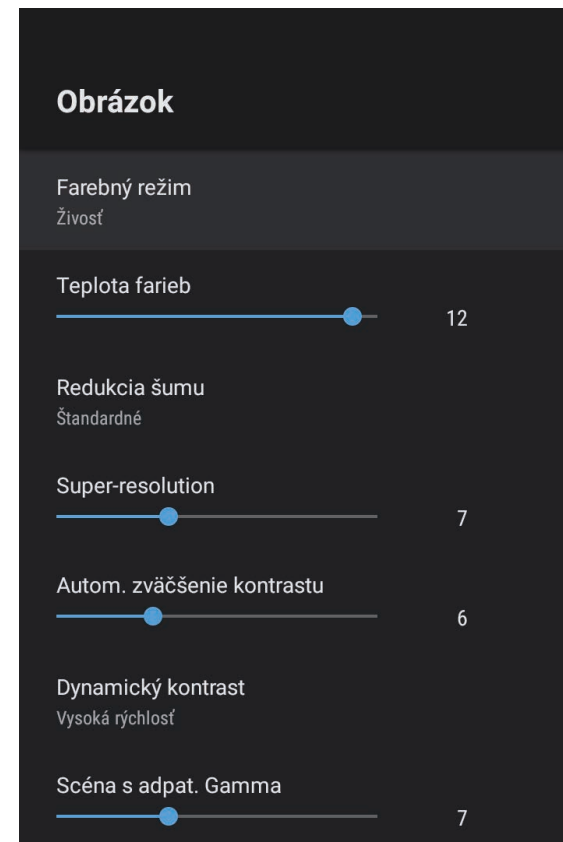 Obrázok
Farebný režim
Živosť
Teplota farieb
12
Redukcia šumu
Štandardné
Super-resolution
7
Autom. zväčšenie kontrastu
6
Dynamický kontrast
Vysoká rýchlosť
Scéna s adpat. Gamma
7